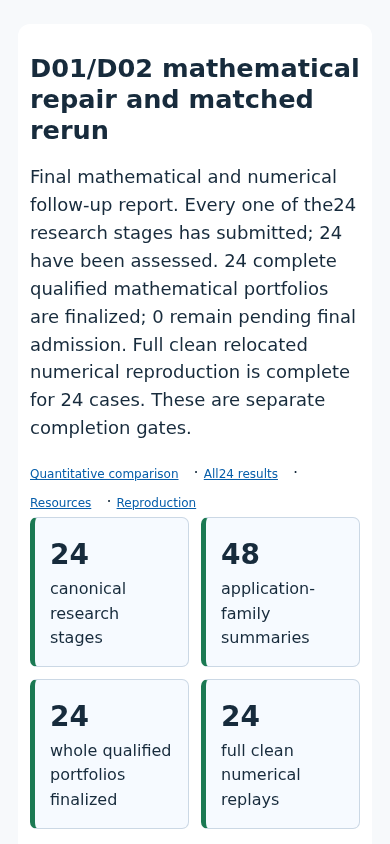 D01/D02 mathematical
repair and matched
rerun
Final mathematical and numerical
follow-up report. Every one of the24
research stages has submitted; 24
have been assessed. 24 complete
qualified mathematical portfolios
are finalized; 0 remain pending final
admission. Full clean relocated
numerical reproduction is complete
for 24 cases. These are separate
completion gates.
Quantitative comparison · All24 results ·
Resources · Reproduction
24
canonical
research
stages
48
application-
family
summaries
24
whole qualified
portfolios
finalized
24
full clean
numerical
replays